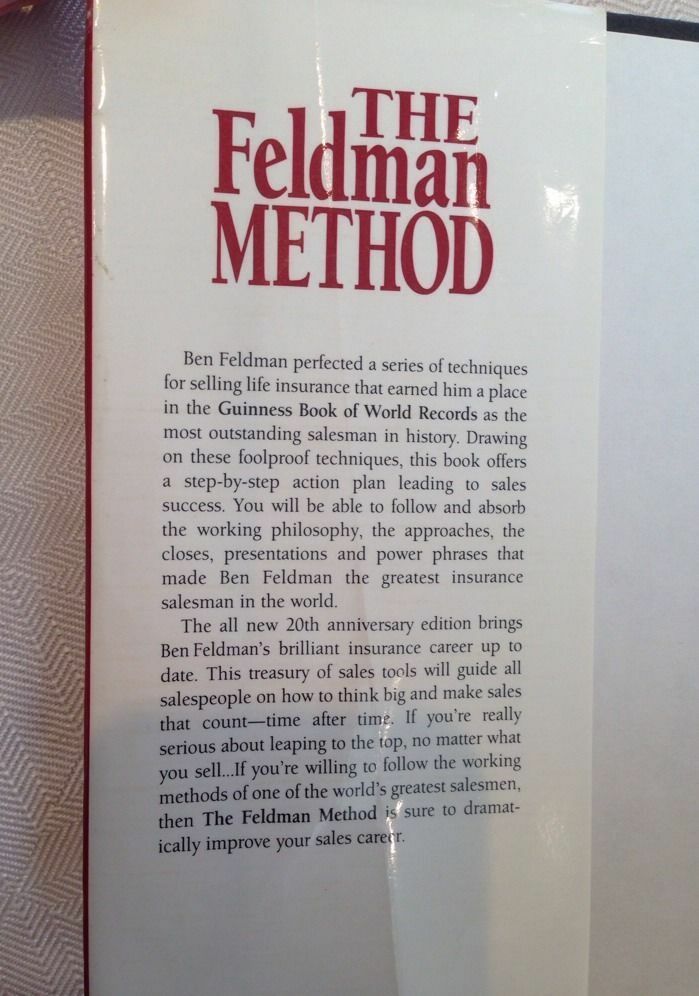 THE
Feldman
METHOD
Ben Feldman perfected a series of techniques
for selling life insurance that earned him a place
in the Guinness Book of World Records as the
most outstanding salesman in history. Drawing
on these foolproof techniques, this book offers
a step-by-step action plan leading to sales
success. You will be able to follow and absorb
the working philosophy, the approaches, the
closes, presentations and power phrases that
made Ben Feldman the greatest insurance
salesman in the world.
The all new 20th anniversary edition brings
Ben Feldman's brilliant insurance career up to
date. This treasury of sales tools will guide all
salespeople on how to think big and make sales
that count—time after time. If you're really
serious about leaping to the top, no matter what
you sell...If you're willing to follow the working
methods of one of the world's greatest salesmen,
then The Feldman Method is sure to dramat-
ically improve your sales career.